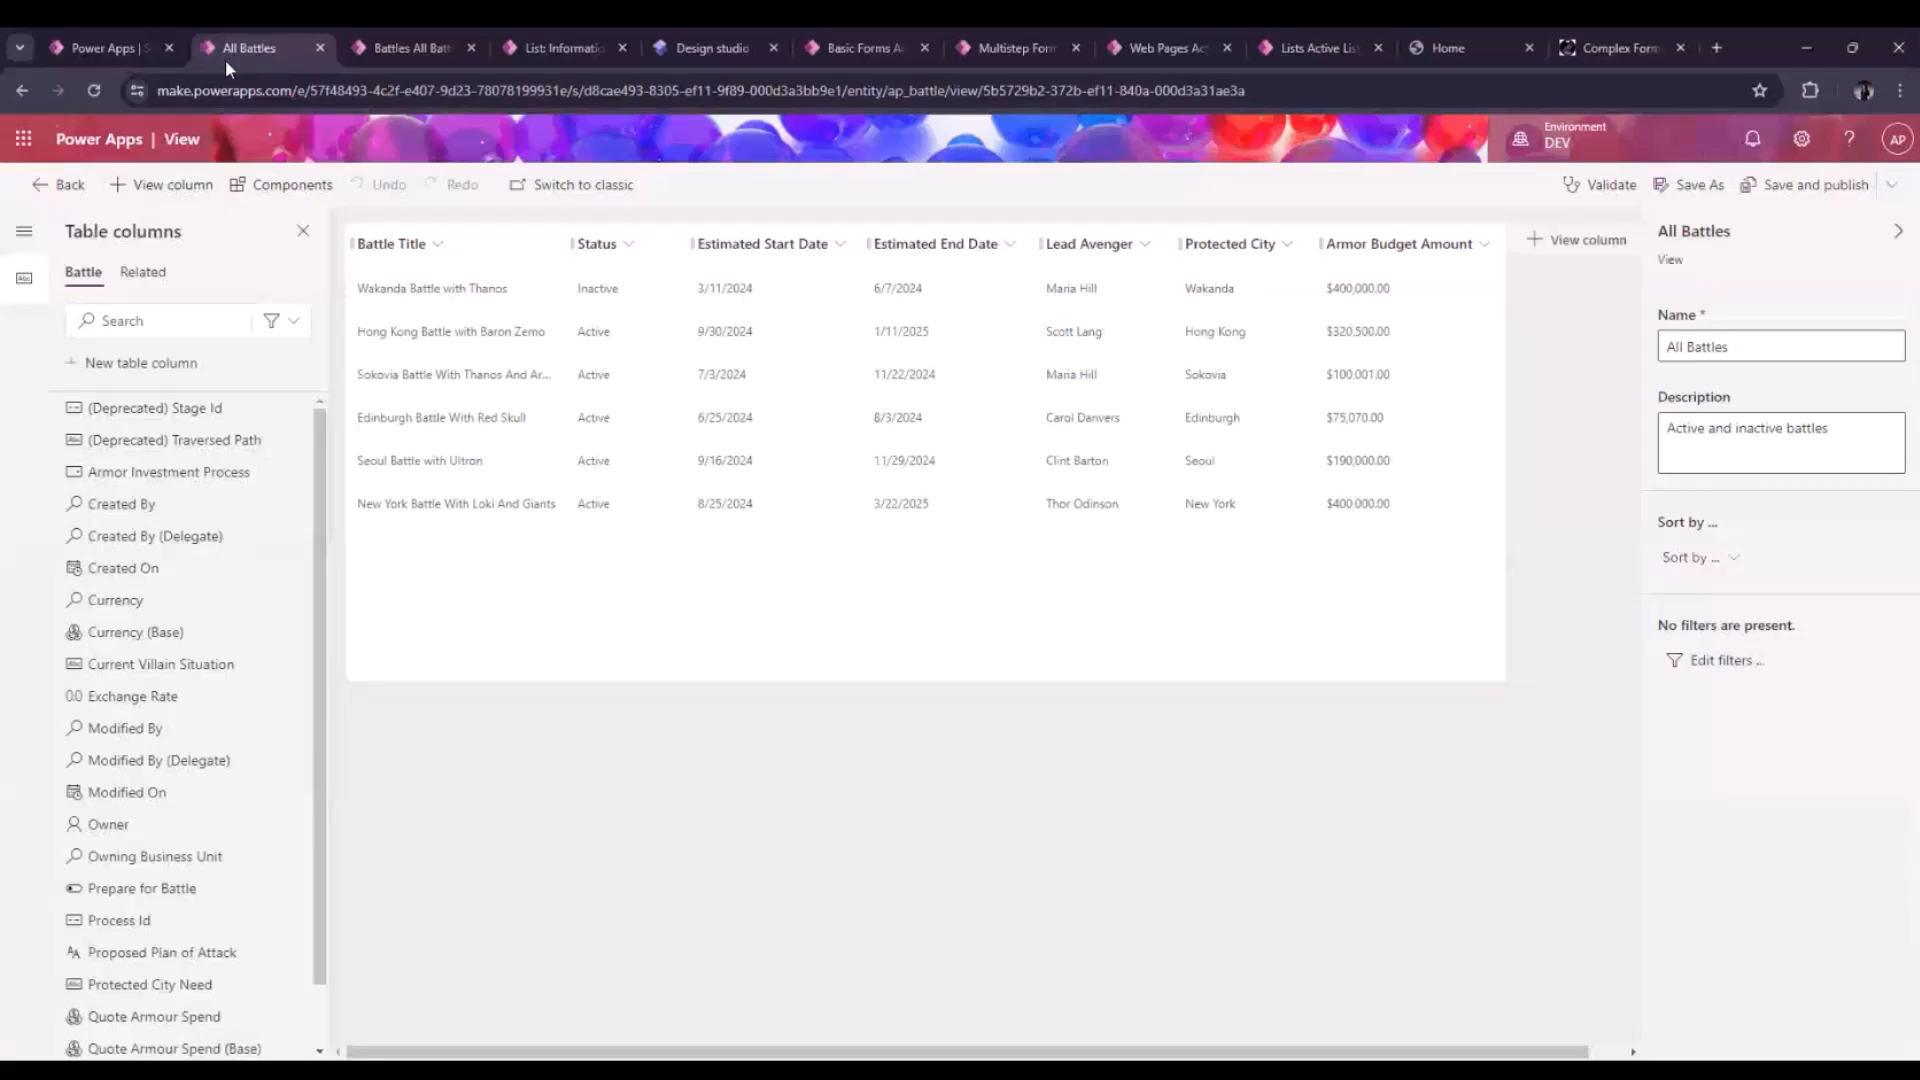 Power Apps | S
All Battles
Battles All Batt
List: Informatio
Design studio
Basic Forms A
Multistep Form
Web Pages Ac
Lists Active Lis
Home
Complex Form
make.powerapps.com/e/57f48493-4c2f-e407-9d23-78078199931e/s/d8cae493-8305-ef11-9f89-000d3a3bb9e1/entity/ap_battle/view/5b5729b2-372b-ef11-840a-000d3a31ae3a
Power Apps | View
Environment
DEV
AP
Back
View column
Components
Undo
Redo
Switch to classic
Validate
Save As
Save and publish
Table columns
Battle
Related
Search
New table column
(Deprecated) Stage Id
(Deprecated) Traversed Path
Armor Investment Process
Created By
Created By (Delegate)
Created On
Currency
Currency (Base)
Current Villain Situation
Exchange Rate
Modified By
Modified By (Delegate)
Modified On
Owner
Owning Business Unit
Prepare for Battle
Process Id
Proposed Plan of Attack
Protected City Need
Quote Armour Spend
Quote Armour Spend (Base)
Battle Title Status Estimated Start Date Estimated End Date Lead Avenger Protected City Armor Budget Amount
Wakanda Battle with Thanos Inactive 3/11/2024 6/7/2024 Maria Hill Wakanda $400,000.00
Hong Kong Battle with Baron Zemo Active 9/30/2024 1/11/2025 Scott Lang Hong Kong $320,500.00
Sokovia Battle With Thanos And Ar... Active 7/3/2024 11/22/2024 Maria Hill Sokovia $100,001.00
Edinburgh Battle With Red Skull Active 6/25/2024 8/3/2024 Carol Danvers Edinburgh $75,070.00
Seoul Battle with Ultron Active 9/16/2024 11/29/2024 Clint Barton Seoul $190,000.00
New York Battle With Loki And Giants Active 8/25/2024 3/22/2025 Thor Odinson New York $400,000.00
View column
All Battles
View
Name *
All Battles
Description
Active and inactive battles
Sort by ...
Sort by ...
No filters are present.
Edit filters ...